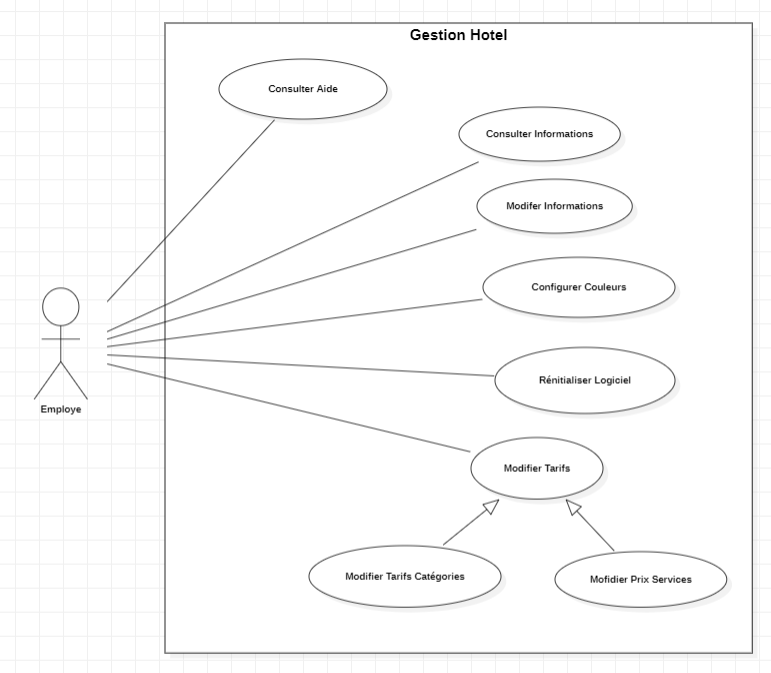 Gestion Hotel
Consulter Aide
Consulter Informations
Modifer Informations
Configurer Couleurs
Rénitialiser Logiciel
Employe
Modifier Tarifs
Modifier Tarifs Catégories
Mofidier Prix Services